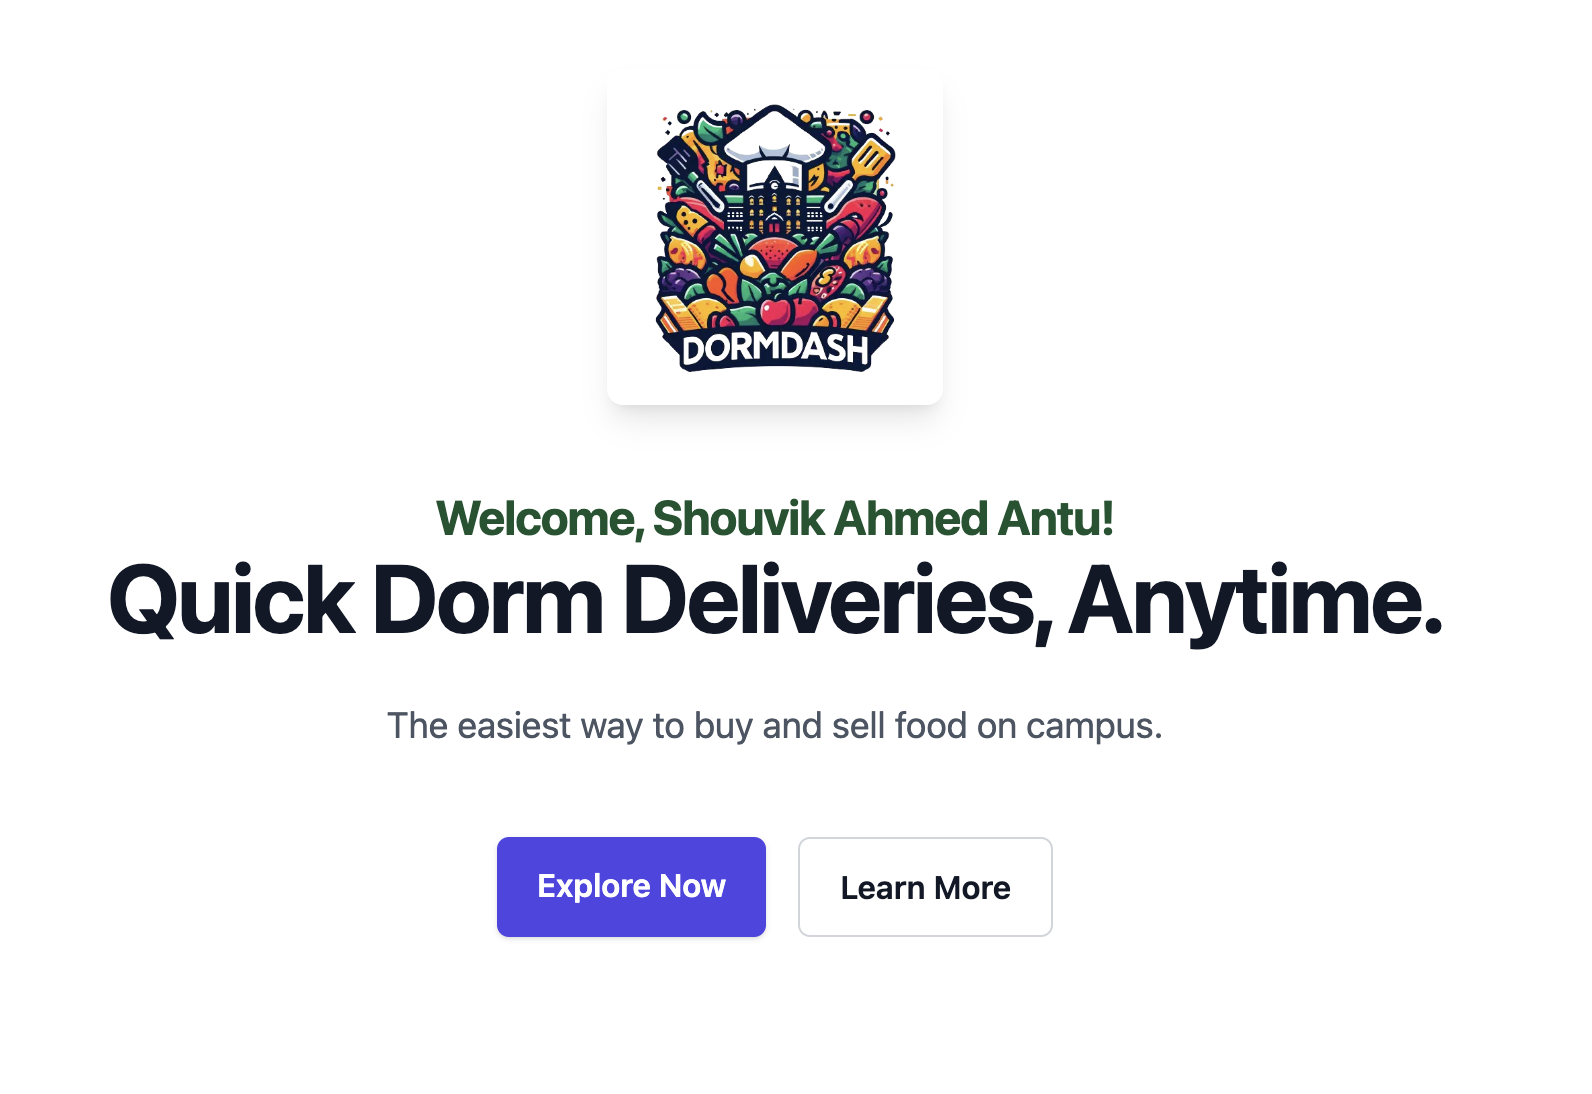 DORMDASH
Welcome, Shouvik Ahmed Antu!
Quick Dorm Deliveries, Anytime.
The easiest way to buy and sell food on campus.
Explore Now
Learn More